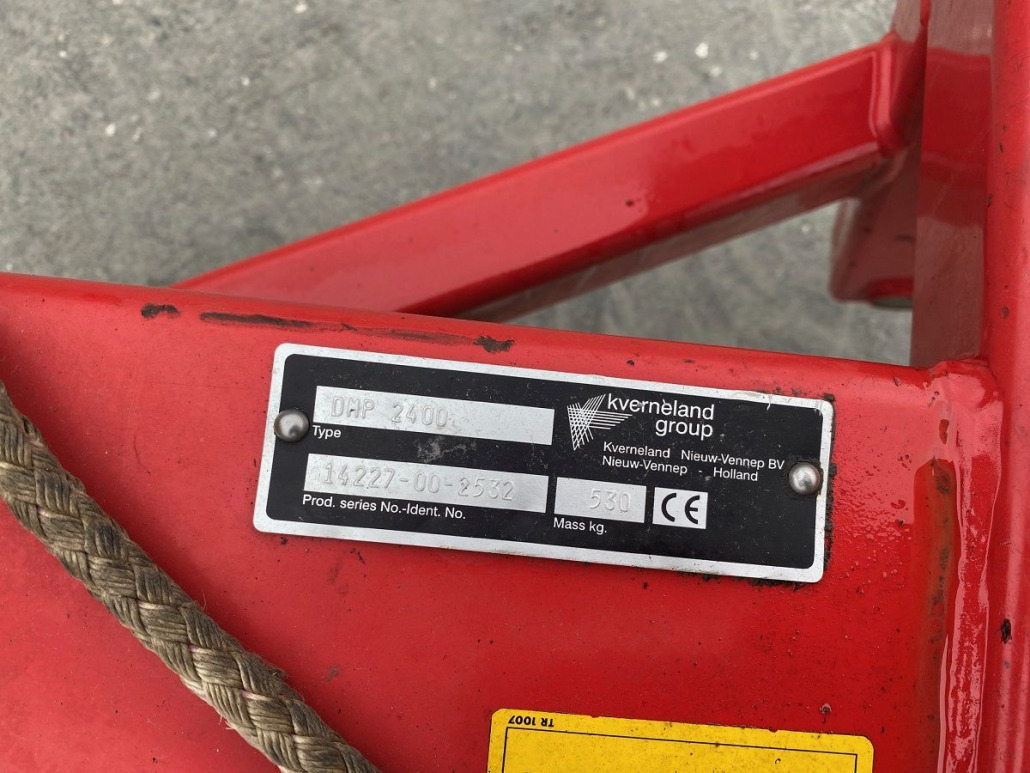 DMP 2400
Type
kverneland
group
Kverneland Nieuw-Vennep BV
Nieuw-Vennep - Holland
14227-00-2532
530
CE
Prod. series No.-Ident. No.
Mass kg.
TR 1007